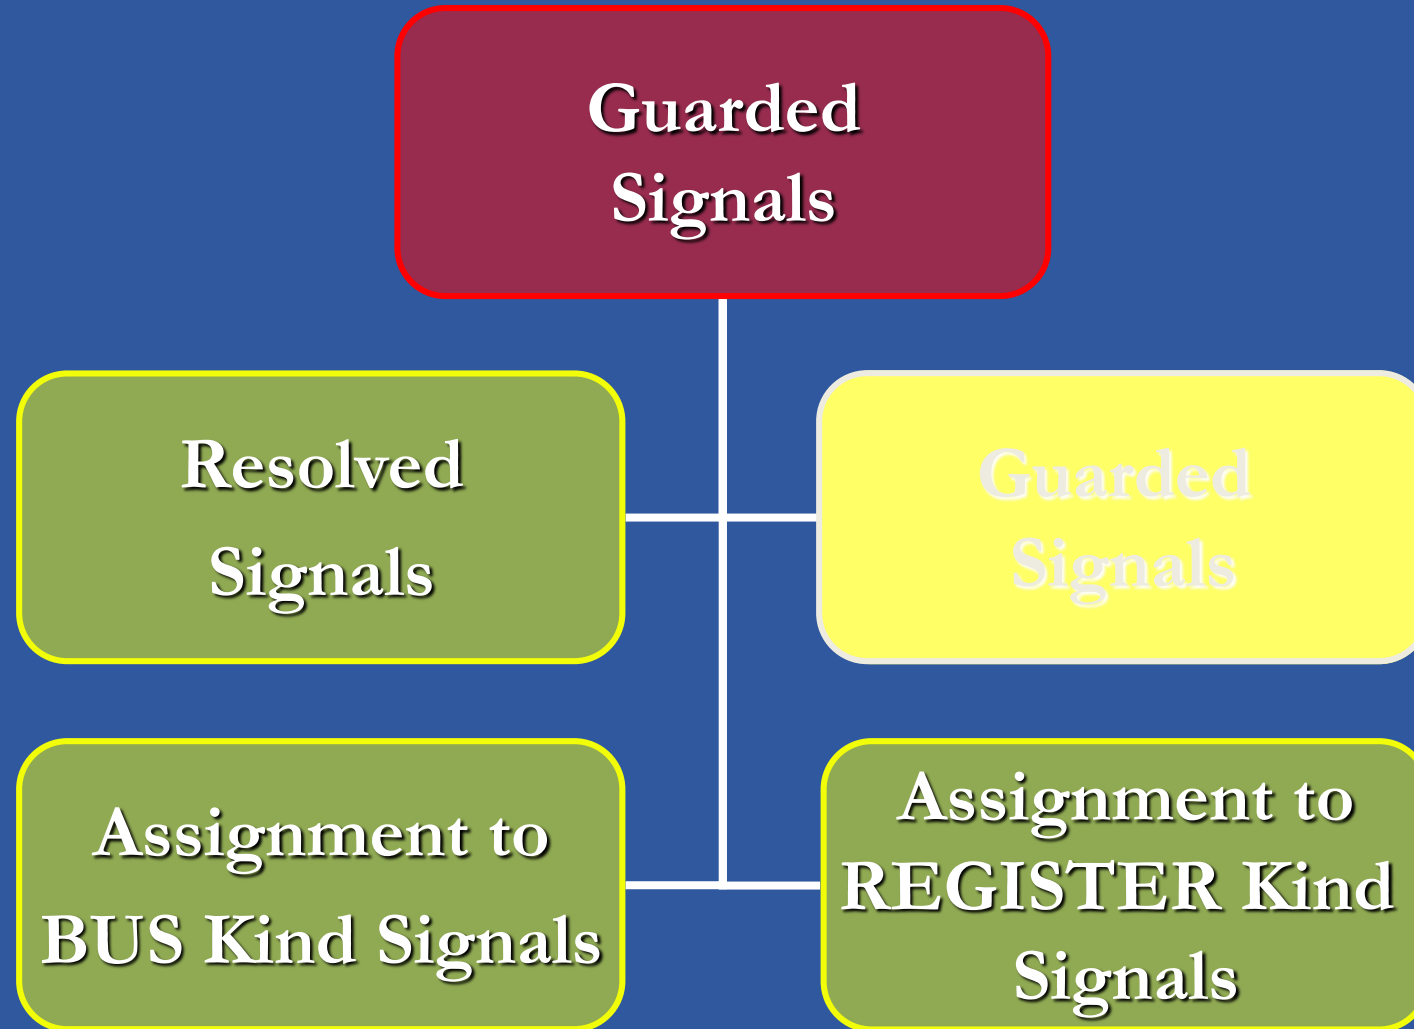 Guarded
Signals
Resolved
Signals
Guarded
Signals
Assignment to
BUS Kind Signals
Assignment to
REGISTER Kind
Signals